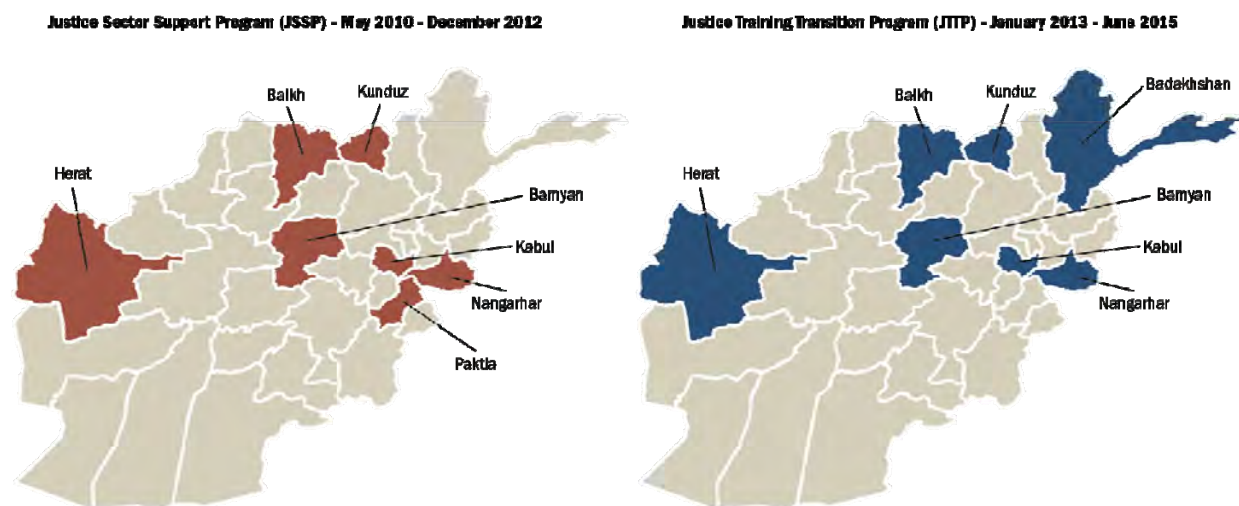 Justice Sector Support Program (JSSP) - May 2010 - December 2012
Balkh
Kunduz
Herat
Bamyan
Kabul
Nangarhar
Paktia
Justice Training Transition Program (JTTP) - January 2013 - June 2015
Badakhshan
Balkh
Kunduz
Herat
Bamyan
Kabul
Nangarhar